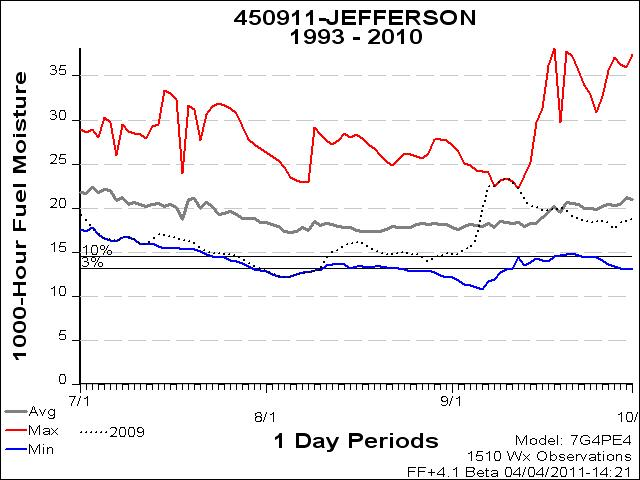 450911-JEFFERSON
1993 - 2010
1000-Hour Fuel Moisture
35
30
25
20
15
10%
3%
10
5
0
7/1
8/1
9/1
10/
Avg
Max
Min
2009
1 Day Periods
Model: 7G4PE4
1510 Wx Observations
FF+4.1 Beta 04/04/2011-14:21